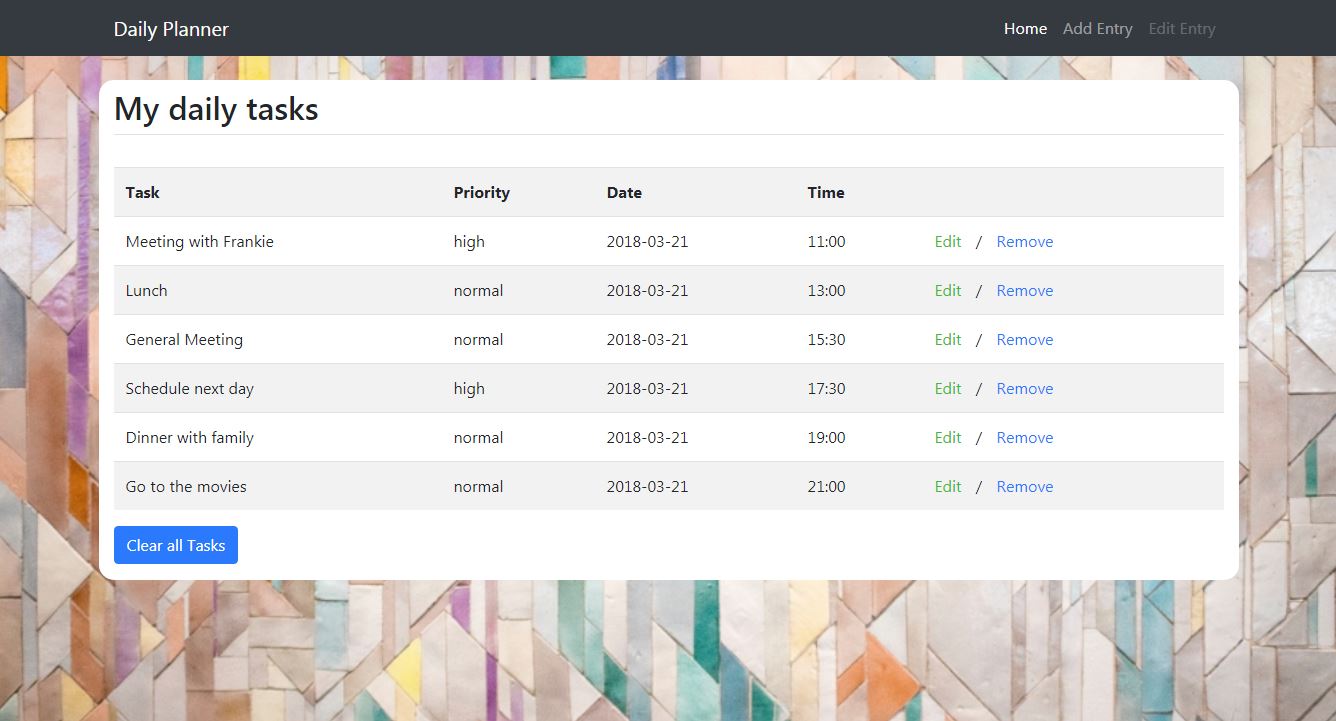 Daily Planner Home Add Entry Edit Entry
My daily tasks
Task Priority Date Time
Meeting with Frankie high 2018-03-21 11:00 Edit / Remove
Lunch normal 2018-03-21 13:00 Edit / Remove
General Meeting normal 2018-03-21 15:30 Edit / Remove
Schedule next day high 2018-03-21 17:30 Edit / Remove
Dinner with family normal 2018-03-21 19:00 Edit / Remove
Go to the movies normal 2018-03-21 21:00 Edit / Remove
Clear all Tasks